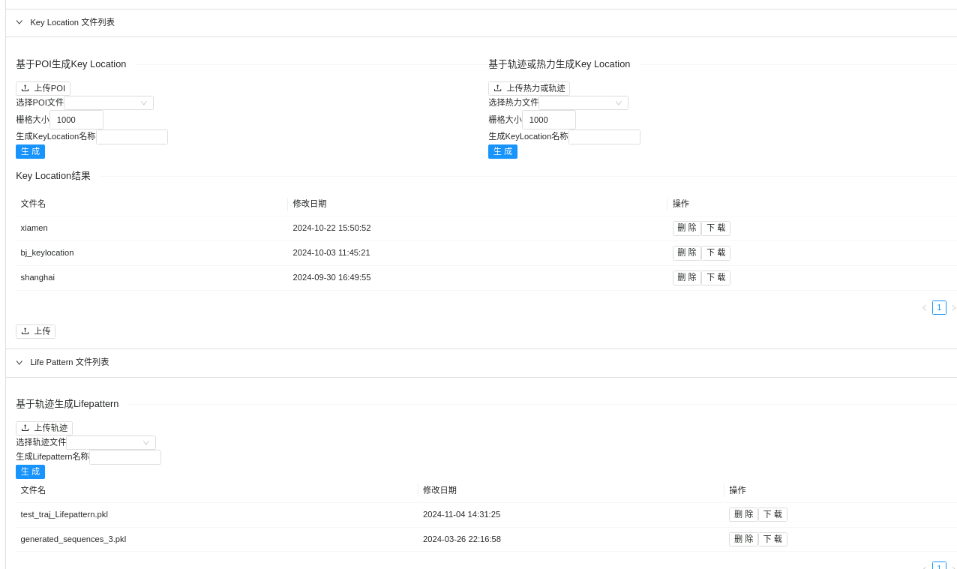 Key Location 文件列表
基于POI生成Key Location
上传POI
选择POI文件
栅格大小 1000
生成KeyLocation名称
生 成
基于轨迹或热力生成Key Location
上传热力或轨迹
选择热力文件
栅格大小 1000
生成KeyLocation名称
生 成
Key Location结果
文件名 修改日期 操作
xiamen 2024-10-22 15:50:52 删 除 下 载
bj_keylocation 2024-10-03 11:45:21 删 除 下 载
shanghai 2024-09-30 16:49:55 删 除 下 载
1
上传
Life Pattern 文件列表
基于轨迹生成Lifepattern
上传轨迹
选择轨迹文件
生成Lifepattern名称
生 成
文件名 修改日期 操作
test_traj_Lifepattern.pkl 2024-11-04 14:31:25 删 除 下 载
generated_sequences_3.pkl 2024-03-26 22:16:58 删 除 下 载
1